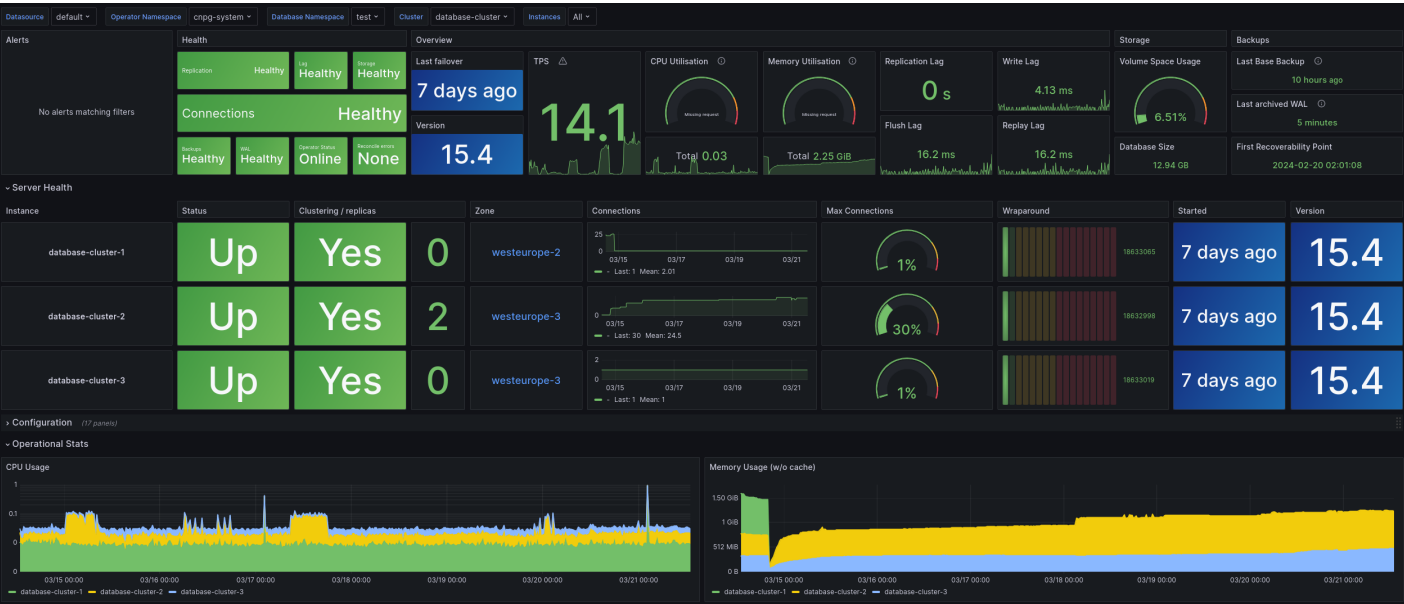 Datasource default Operator Namespace cnpg-system Database Namespace test Cluster database-cluster Instances All
Alerts
No alerts matching filters
Health
Replication Healthy
Lag Healthy
Storage Healthy
Connections Healthy
Backups Healthy
WAL Healthy
Operator Status Online
Reconcile errors None
Overview
Last failover
7 days ago
Version
15.4
TPS
14.1
CPU Utilisation
Missing request
Total 0.03
Memory Utilisation
Missing request
Total 2.25 GiB
Replication Lag
0 s
Write Lag
4.13 ms
Flush Lag
16.2 ms
Replay Lag
16.2 ms
Storage
Volume Space Usage
6.51%
Database Size
12.94 GB
Backups
Last Base Backup
10 hours ago
Last archived WAL
5 minutes
First Recoverability Point
2024-02-20 02:01:08
Server Health
Instance Status Clustering / replicas Zone Connections Max Connections Wraparound Started Version
database-cluster-1 Up Yes 0 westeurope-2
25
0
03/15 03/17 03/19 03/21
- Last: 1 Mean: 2.01
1% 18633065 7 days ago 15.4
database-cluster-2 Up Yes 2 westeurope-3
0
03/15 03/17 03/19 03/21
- Last: 30 Mean: 24.5
30% 18632998 7 days ago 15.4
database-cluster-3 Up Yes 0 westeurope-3
2
0
03/15 03/17 03/19 03/21
- Last: 1 Mean: 1
1% 18633019 7 days ago 15.4
Configuration (17 panels)
Operational Stats
CPU Usage
1
0.1
0
0
03/15 00:00 03/16 00:00 03/17 00:00 03/18 00:00 03/19 00:00 03/20 00:00 03/21 00:00
database-cluster-1 database-cluster-2 database-cluster-3
Memory Usage (w/o cache)
1.50 GiB
1 GiB
512 MiB
0 B
03/15 00:00 03/16 00:00 03/17 00:00 03/18 00:00 03/19 00:00 03/20 00:00 03/21 00:00
database-cluster-1 database-cluster-2 database-cluster-3